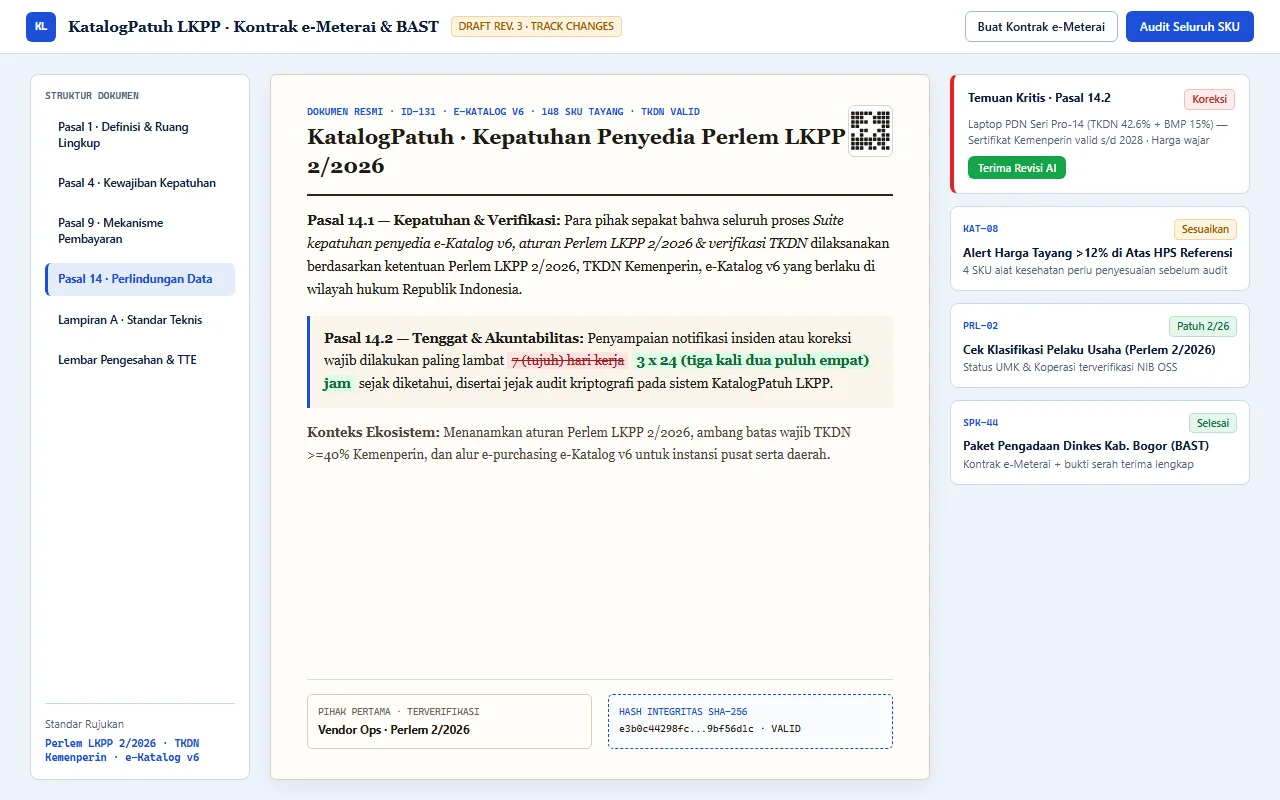 KL
KatalogPatuh LKPP · Kontrak e-Meterai & BAST
DRAFT REV. 3 · TRACK CHANGES
Buat Kontrak e-Meterai
Audit Seluruh SKU
STRUKTUR DOKUMEN
Pasal 1 · Definisi & Ruang
Lingkup
Pasal 4 · Kewajiban Kepatuhan
Pasal 9 · Mekanisme
Pembayaran
Pasal 14 · Perlindungan Data
Lampiran A · Standar Teknis
Lembar Pengesahan & TTE
Standar Rujukan
Perlem LKPP 2/2026 · TKDN
Kemenperin · e-Katalog v6
DOKUMEN RESMI · ID-131 · E-KATALOG V6 · 148 SKU TAYANG · TKDN VALID
KatalogPatuh · Kepatuhan Penyedia Perlem LKPP
2/2026
Pasal 14.1 — Kepatuhan & Verifikasi: Para pihak sepakat bahwa seluruh proses Suite
kepatuhan penyedia e-Katalog v6, aturan Perlem LKPP 2/2026 & verifikasi TKDN dilaksanakan
berdasarkan ketentuan Perlem LKPP 2/2026, TKDN Kemenperin, e-Katalog v6 yang berlaku di
wilayah hukum Republik Indonesia.
Pasal 14.2 — Tenggat & Akuntabilitas: Penyampaian notifikasi insiden atau koreksi
wajib dilakukan paling lambat 7 (tujuh) hari kerja 3 x 24 (tiga kali dua puluh empat)
jam sejak diketahui, disertai jejak audit kriptografi pada sistem KatalogPatuh LKPP.
Konteks Ekosistem: Menanamkan aturan Perlem LKPP 2/2026, ambang batas wajib TKDN
>=40% Kemenperin, dan alur e-purchasing e-Katalog v6 untuk instansi pusat serta daerah.
PIHAK PERTAMA · TERVERIFIKASI
Vendor Ops · Perlem 2/2026
HASH INTEGRITAS SHA-256
e3b0c44298fc...9bf56d1c · VALID
Temuan Kritis · Pasal 14.2
Koreksi
Laptop PDN Seri Pro-14 (TKDN 42.6% + BMP 15%) —
Sertifikat Kemenperin valid s/d 2028 · Harga wajar
Terima Revisi AI
KAT-08
Sesuaikan
Alert Harga Tayang >12% di Atas HPS Referensi
4 SKU alat kesehatan perlu penyesuaian sebelum audit
PRL-02
Patuh 2/26
Cek Klasifikasi Pelaku Usaha (Perlem 2/2026)
Status UMK & Koperasi terverifikasi NIB OSS
SPK-44
Selesai
Paket Pengadaan Dinkes Kab. Bogor (BAST)
Kontrak e-Meterai + bukti serah terima lengkap